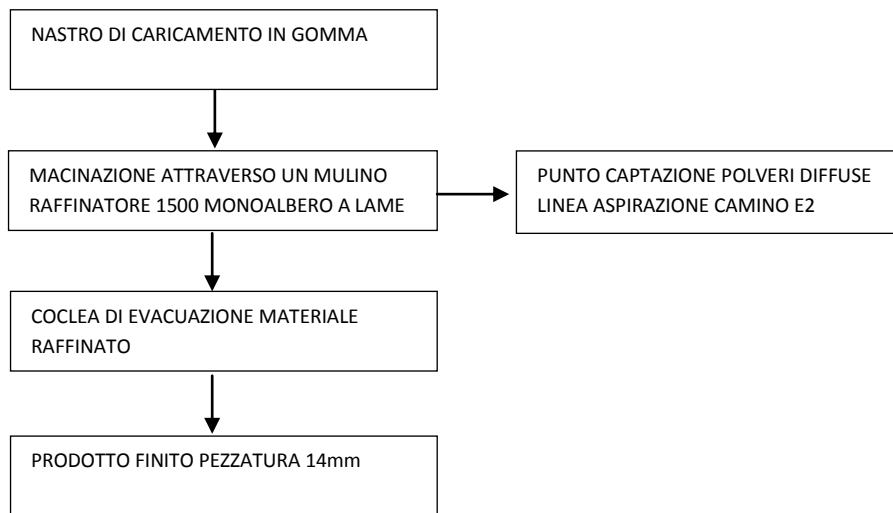 NASTRO DI CARICAMENTO IN GOMMA
MACINAZIONE ATTRAVERSO UN MULINO
RAFFINATORE 1500 MONOALBERO A LAME
PUNTO CAPTAZIONE POLVERI DIFFUSE
LINEA ASPIRAZIONE CAMINO E2
COCLEA DI EVACUAZIONE MATERIALE
RAFFINATO
PRODOTTO FINITO PEZZATURA 14mm